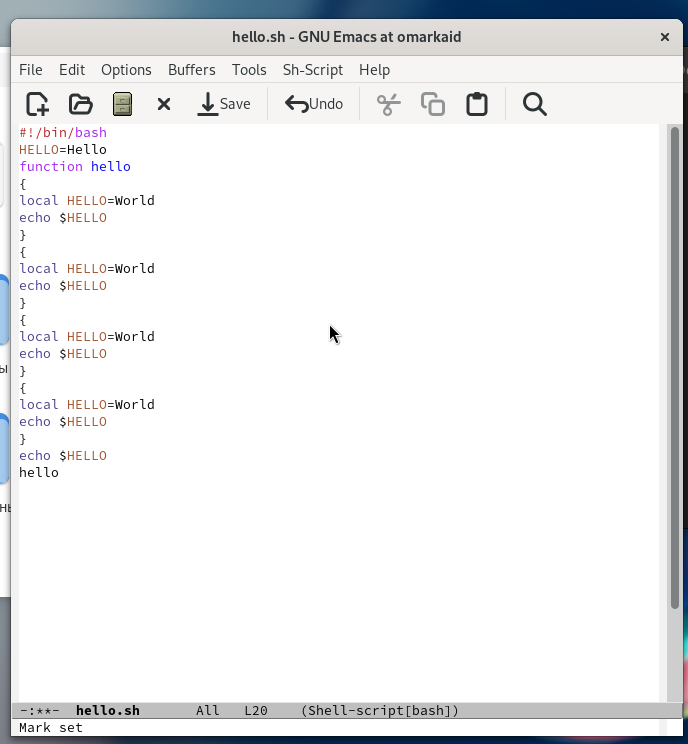 hello.sh - GNU Emacs at omarkaid
File Edit Options Buffers Tools Sh-Script Help
Save Undo
#!/bin/bash
HELLO=Hello
function hello
{
local HELLO=World
echo $HELLO
}
{
local HELLO=World
echo $HELLO
}
{
local HELLO=World
echo $HELLO
}
{
local HELLO=World
echo $HELLO
}
echo $HELLO
hello
-:**- hello.sh All L20 (Shell-script[bash])
Mark set